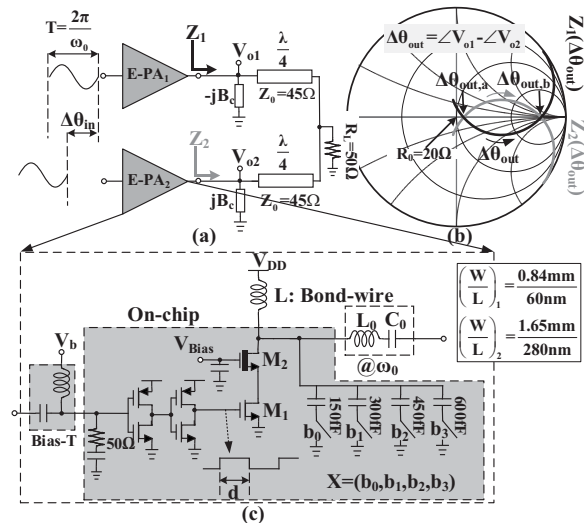 T=2π/ω₀
Δθin
E-PA₁
Z₁
Vo1
λ/4
-jBc
Z₀=45Ω
RL=50Ω
E-PA₂
Z₂
Vo2
λ/4
jBc
Z₀=45Ω
(a)
Δθout=∠Vo1-∠Vo2
Δθout,a
Δθout,b
R₀=20Ω
Δθout
Z₁(Δθout)
Z₂(Δθout)
(b)
VDD
L: Bond-wire
On-chip
L₀ C₀
@ω₀
(W/L)₁=0.84mm/60nm
(W/L)₂=1.65mm/280nm
Vb
VBias
M₂
M₁
Bias-T
50Ω
d
150fF
300fF
450fF
600fF
b₀
b₁
b₂
b₃
X=(b₀,b₁,b₂,b₃)
(c)